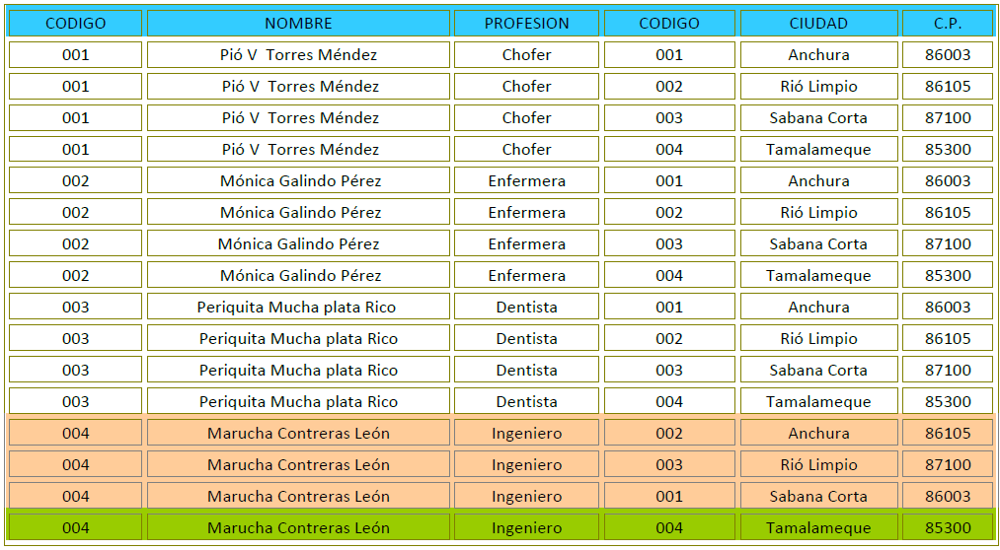 CODIGO NOMBRE PROFESION CODIGO CIUDAD C.P.
001 Pió V Torres Méndez Chofer 001 Anchura 86003
001 Pió V Torres Méndez Chofer 002 Rió Limpio 86105
001 Pió V Torres Méndez Chofer 003 Sabana Corta 87100
001 Pió V Torres Méndez Chofer 004 Tamalameque 85300
002 Mónica Galindo Pérez Enfermera 001 Anchura 86003
002 Mónica Galindo Pérez Enfermera 002 Rió Limpio 86105
002 Mónica Galindo Pérez Enfermera 003 Sabana Corta 87100
002 Mónica Galindo Pérez Enfermera 004 Tamalameque 85300
003 Periquita Mucha plata Rico Dentista 001 Anchura 86003
003 Periquita Mucha plata Rico Dentista 002 Rió Limpio 86105
003 Periquita Mucha plata Rico Dentista 003 Sabana Corta 87100
003 Periquita Mucha plata Rico Dentista 004 Tamalameque 85300
004 Marucha Contreras León Ingeniero 002 Anchura 86105
004 Marucha Contreras León Ingeniero 003 Rió Limpio 87100
004 Marucha Contreras León Ingeniero 001 Sabana Corta 86003
004 Marucha Contreras León Ingeniero 004 Tamalameque 85300